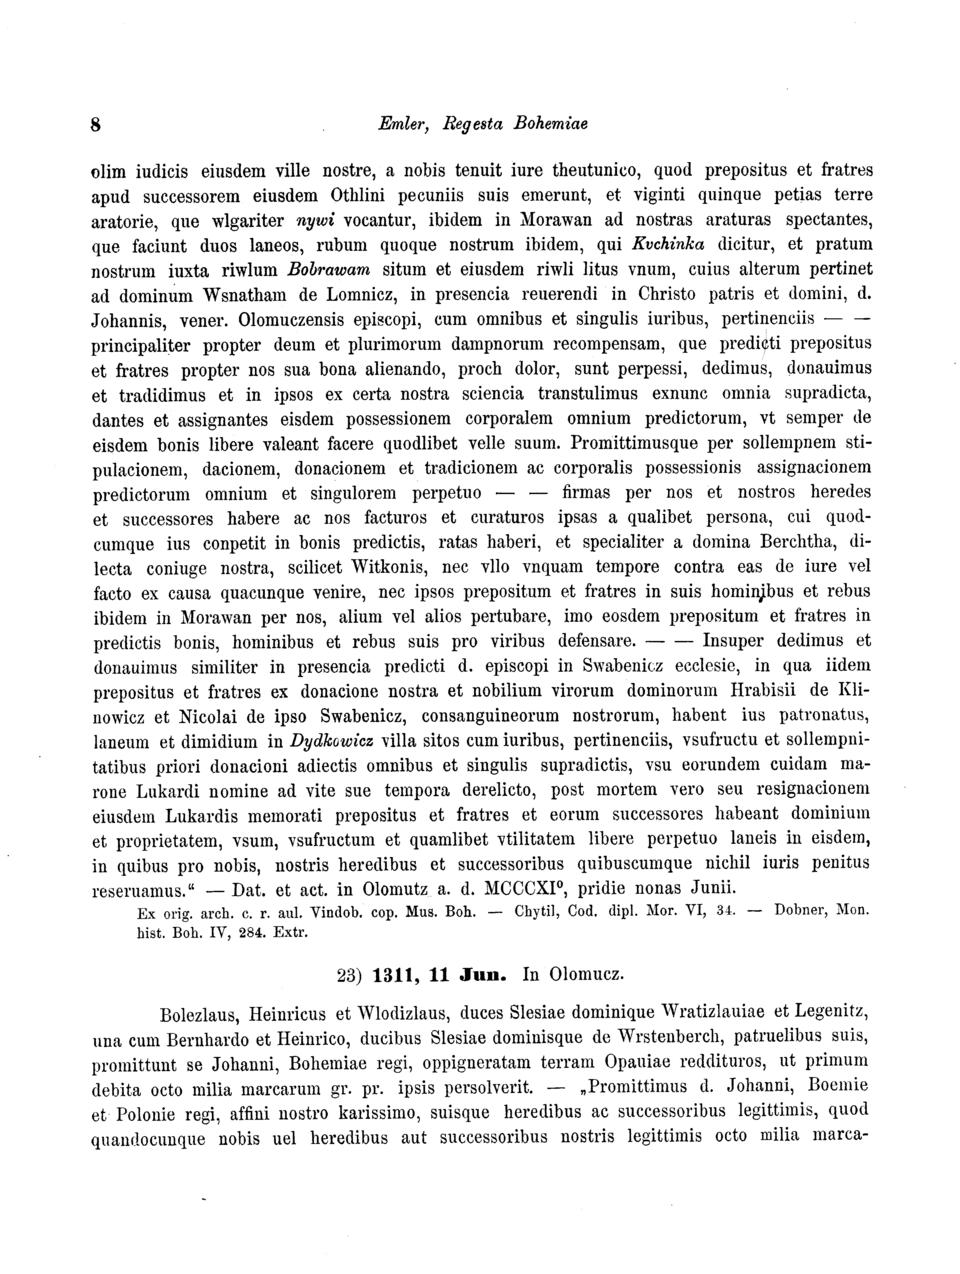 8 Emler, Regesta Bohemiae
olim iudicis eiusdem ville nostre, a nobis tenuit iure theutunico, quod prepositus et fratres
apud successorem eiusdem Othlini pecuniis suis emerunt, et viginti quinque petias terre
aratorie, que wlgariter nywi vocantur, ibidem in Morawan ad nostras araturas spectantes,
que faciunt duos laneos, rubum quoque nostrum ibidem, qui Kvchinka dicitur, et pratum
nostrum iuxta riwlum Bobrawam situm et eiusdem riwli litus vnum, cuius alterum pertinet
ad dominum Wsnatham de Lomnicz, in presencia reuerendi in Christo patris et domini, d.
Johannis, vener. Olomuczensis episcopi, cum omnibus et singulis iuribus, pertinenciis — —
principaliter propter deum et plurimorum dampnorum recompensam, que predicti prepositus
et fratres propter nos sua bona alienando, proch dolor, sunt perpessi, dedimus, donauimus
et tradidimus et in ipsos ex certa nostra sciencia transtulimus exnunc omnia supradicta,
dantes et assignantes eisdem possessionem corporalem omnium predictorum, vt semper de
eisdem bonis libere valeant facere quodlibet velle suum. Promittimusque per sollempnem sti-
pulacionem, dacionem, donacionem et tradicionem ac corporalis possessionis assignacionem
predictorum omnium et singulorem perpetuo — — firmas per nos et nostros heredes
et successores habere ac nos facturos et curaturos ipsas a qualibet persona, cui quod-
cumque ius conpetit in bonis predictis, ratas haberi, et specialiter a domina Berchtha, di-
lecta coniuge nostra, scilicet Witkonis, nec vllo vnquam tempore contra eas de iure vel
facto ex causa quacunque venire, nec ipsos prepositum et fratres in suis hominibus et rebus
ibidem in Morawan per nos, alium vel alios pertubare, imo eosdem prepositum et fratres in
predictis bonis, hominibus et rebus suis pro viribus defensare. — — Insuper dedimus et
donauimus similiter in presencia predicti d. episcopi in Swabenicz ecclesie, in qua iidem
prepositus et fratres ex donacione nostra et nobilium virorum dominorum Hrabisii de Kli-
nowicz et Nicolai de ipso Swabenicz, consanguineorum nostrorum, habent ius patronatus,
laneum et dimidium in Dydkowicz villa sitos cum iuribus, pertinenciis, vsufructu et sollempni-
tatibus priori donacioni adiectis omnibus et singulis supradictis, vsu eorundem cuidam ma-
rone Lukardi nomine ad vite sue tempora derelicto, post mortem vero seu resignacionem
eiusdem Lukardis memorati prepositus et fratres et eorum successores habeant dominium
et proprietatem, vsum, vsufructum et quamlibet vtilitatem libere perpetuo laneis in eisdem,
in quibus pro nobis, nostris heredibus et successoribus quibuscumque nichil iuris penitus
reseruamus.“ — Dat. et act. in Olomutz a. d. MCCCXI°, pridie nonas Junii.
Ex orig. arch. c. r. aul. Vindob. cop. Mus. Boh. — Chytil, Cod. dipl. Mor. VI, 34. — Dobner, Mon.
hist. Boh. IV, 284. Extr.
23) 1311, 11 Jun. In Olomucz.
Bolezlaus, Heinricus et Wlodizlaus, duces Slesiae dominique Wratizlauiae et Legenitz,
una cum Bernhardo et Heinrico, ducibus Slesiae dominisque de Wrstenberch, patruelibus suis,
promittunt se Johanni, Bohemiae regi, oppigneratam terram Opauiae reddituros, ut primum
debita octo milia marcarum gr. pr. ipsis persolverit. — „Promittimus d. Johanni, Boemie
et Polonie regi, affini nostro karissimo, suisque heredibus ac successoribus legittimis, quod
quandocunque nobis uel heredibus aut successoribus nostris legittimis octo milia marca-